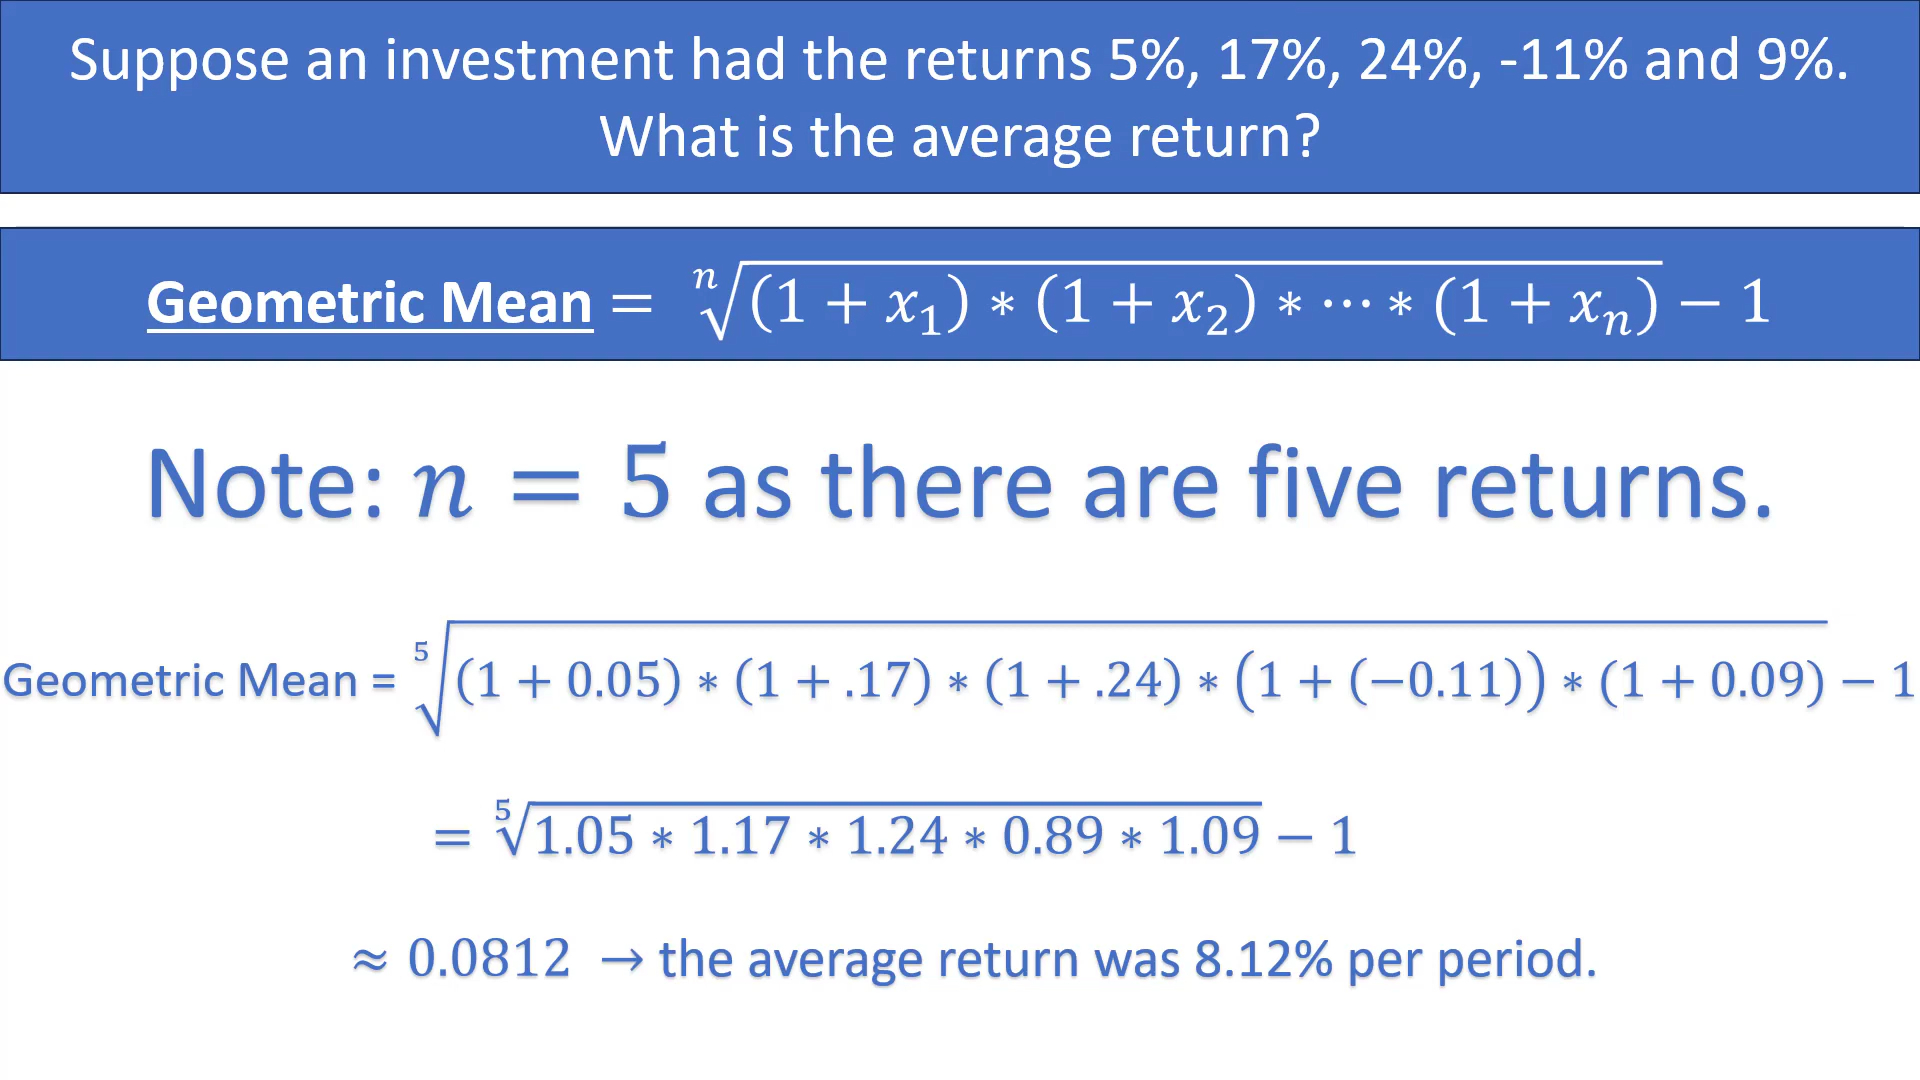 Suppose an investment had the returns 5%, 17%, 24%, -11% and 9%.
What is the average return?
Geometric Mean = ⁿ√((1 + x₁) ∗ (1 + x₂) ∗ ⋯ ∗ (1 + xₙ)) − 1
Note: n = 5 as there are five returns.
Geometric Mean = ⁵√((1 + 0.05) ∗ (1 + .17) ∗ (1 + .24) ∗ (1 + (−0.11)) ∗ (1 + 0.09)) − 1
= ⁵√(1.05 ∗ 1.17 ∗ 1.24 ∗ 0.89 ∗ 1.09) − 1
≈ 0.0812 → the average return was 8.12% per period.